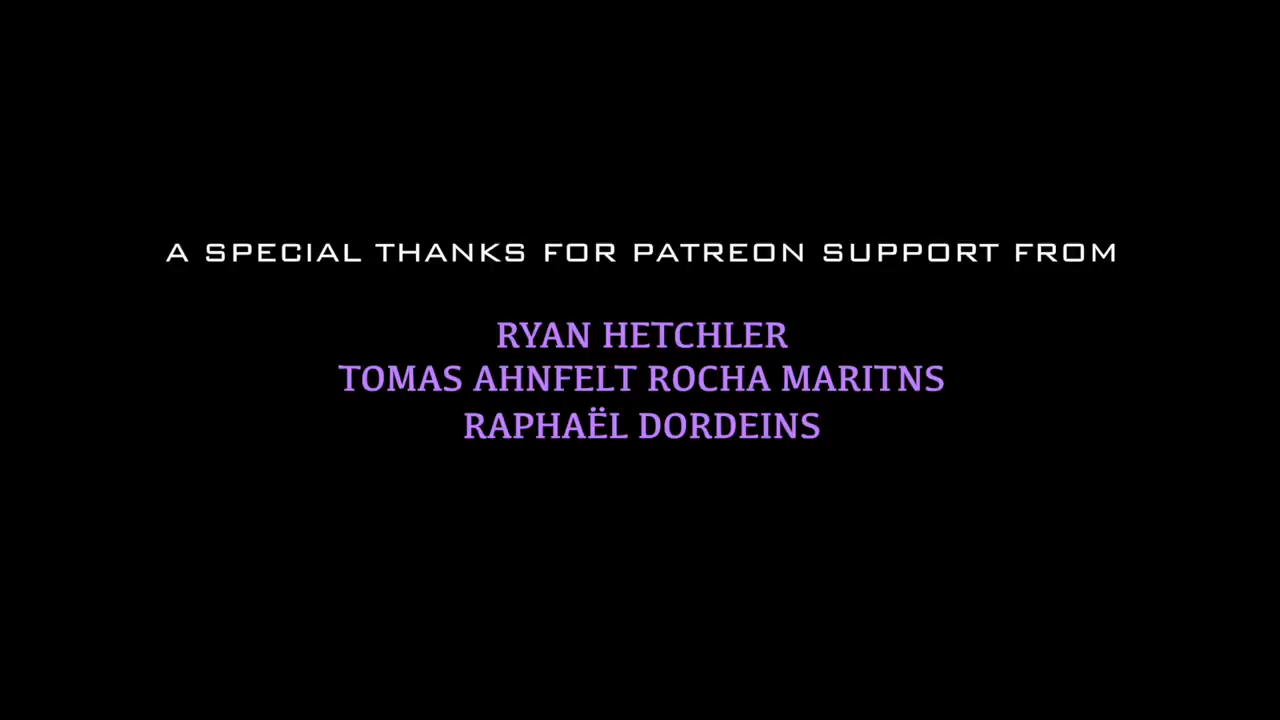 A SPECIAL THANKS FOR PATREON SUPPORT FROM
RYAN HETCHLER
TOMAS AHNFELT ROCHA MARITNS
RAPHAËL DORDEINS